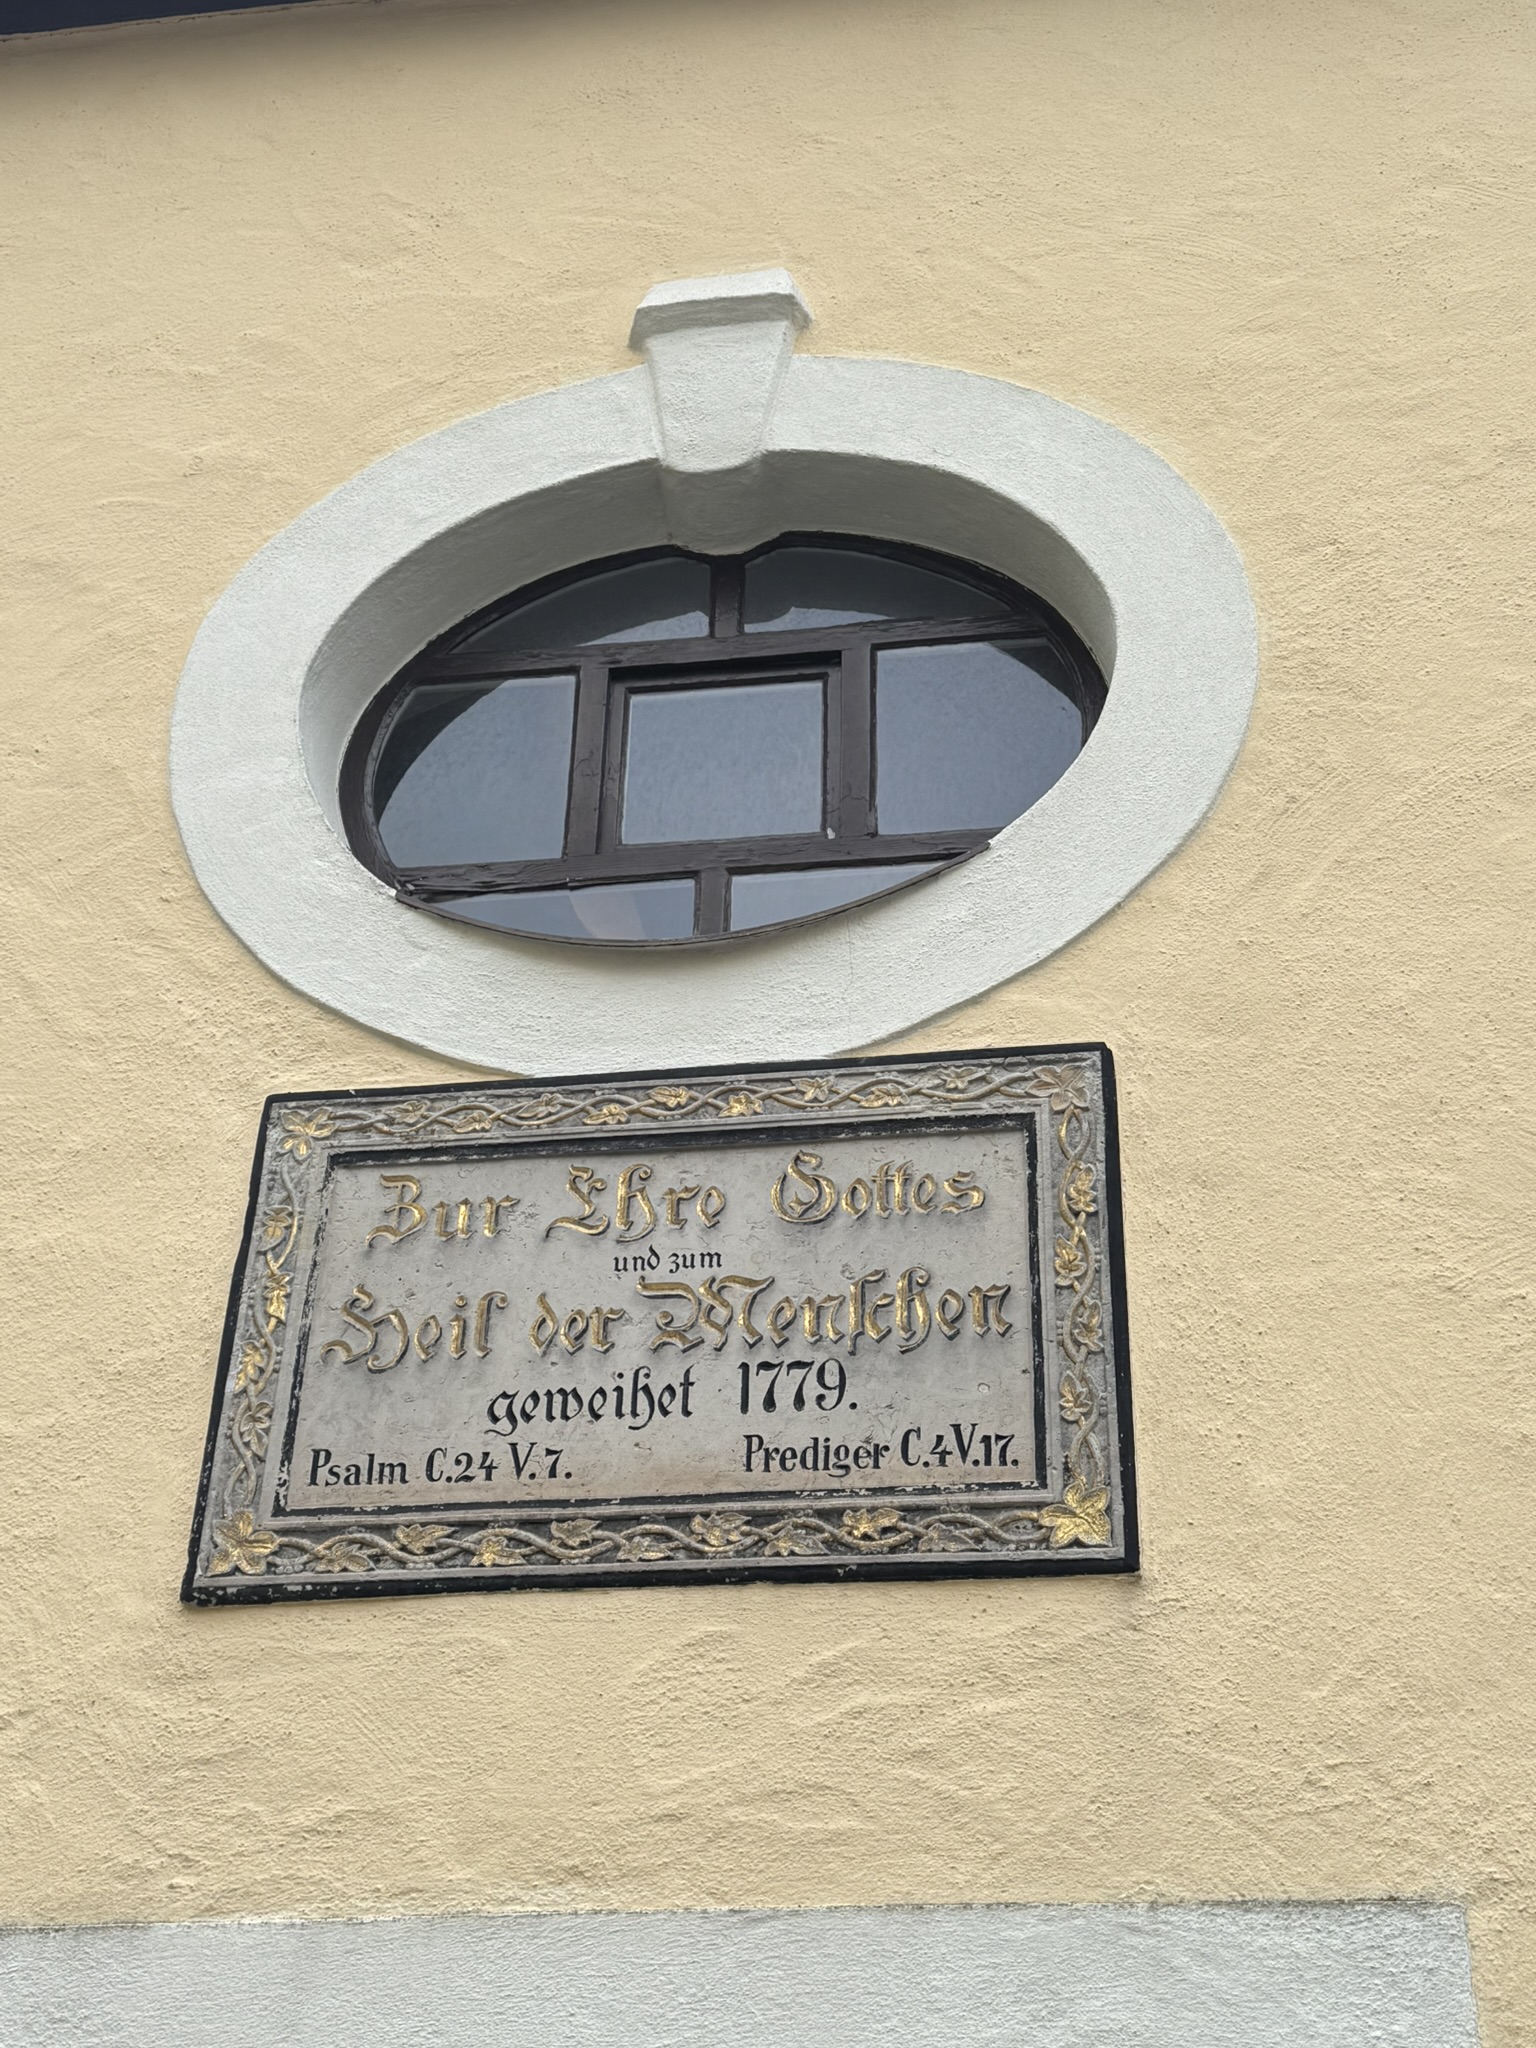 Zur Ehre Gottes
und zum
Heil der Menschen
geweihet 1779.
Psalm C.24 V.7. Prediger C.4 V.17.